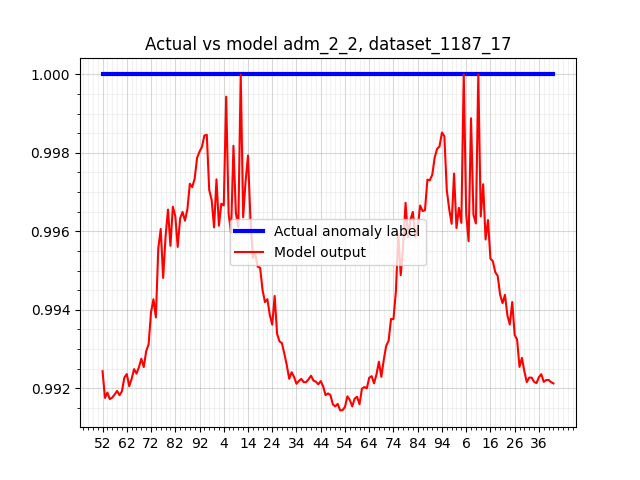 Actual vs model adm_2_2, dataset_1187_17
1.000
0.998
0.996
0.994
0.992
Actual anomaly label
Model output
52 62 72 82 92 4 14 24 34 44 54 64 74 84 94 6 16 26 36